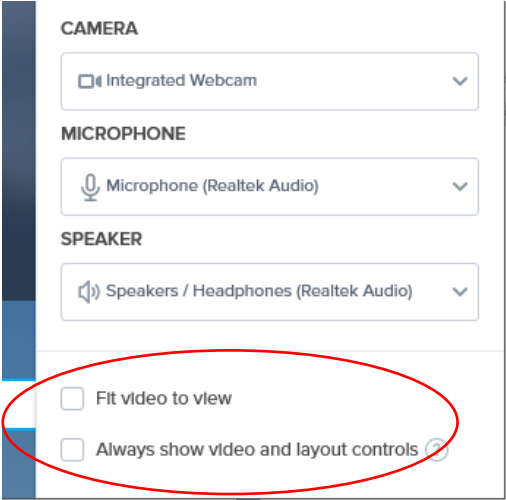 CAMERA
Integrated Webcam
MICROPHONE
Microphone (Realtek Audio)
SPEAKER
Speakers / Headphones (Realtek Audio)
Fit video to view
Always show video and layout controls ?